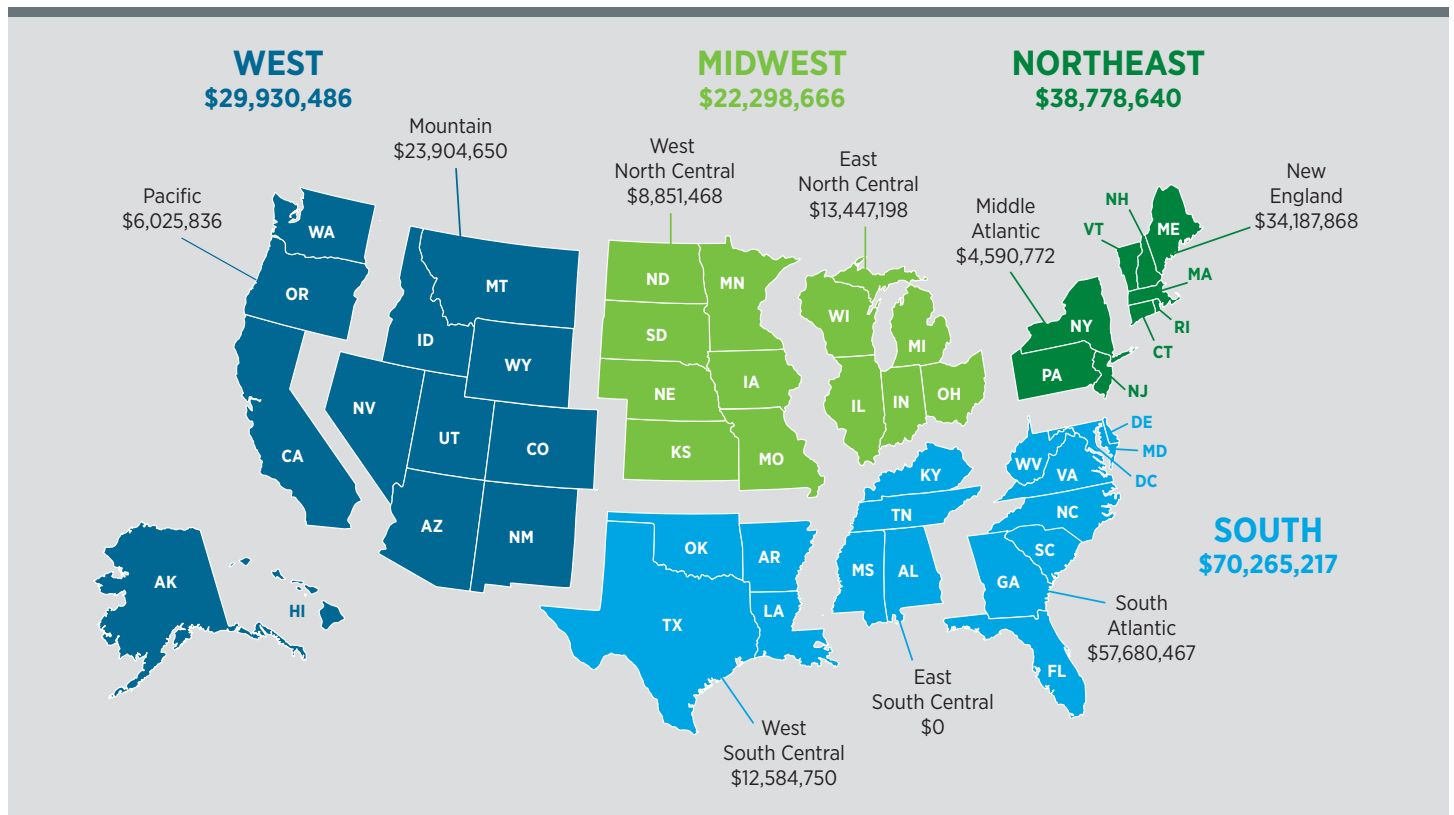 WEST
$29,930,486
MIDWEST
$22,298,666
NORTHEAST
$38,778,640
Mountain
$23,904,650
Pacific
$6,025,836
West
North Central
$8,851,468
East
North Central
$13,447,198
Middle
Atlantic
$4,590,772
New
England
$34,187,868
WA
OR
CA
NV
ID
MT
WY
UT
CO
AZ
NM
AK
HI
ND
SD
NE
KS
MN
IA
MO
WI
MI
IL
IN
OH
NY
PA
NJ
VT
NH
ME
MA
RI
CT
DE
MD
DC
WV
VA
KY
TN
NC
SC
GA
FL
MS
AL
OK
AR
LA
TX
SOUTH
$70,265,217
South
Atlantic
$57,680,467
East
South Central
$0
West
South Central
$12,584,750